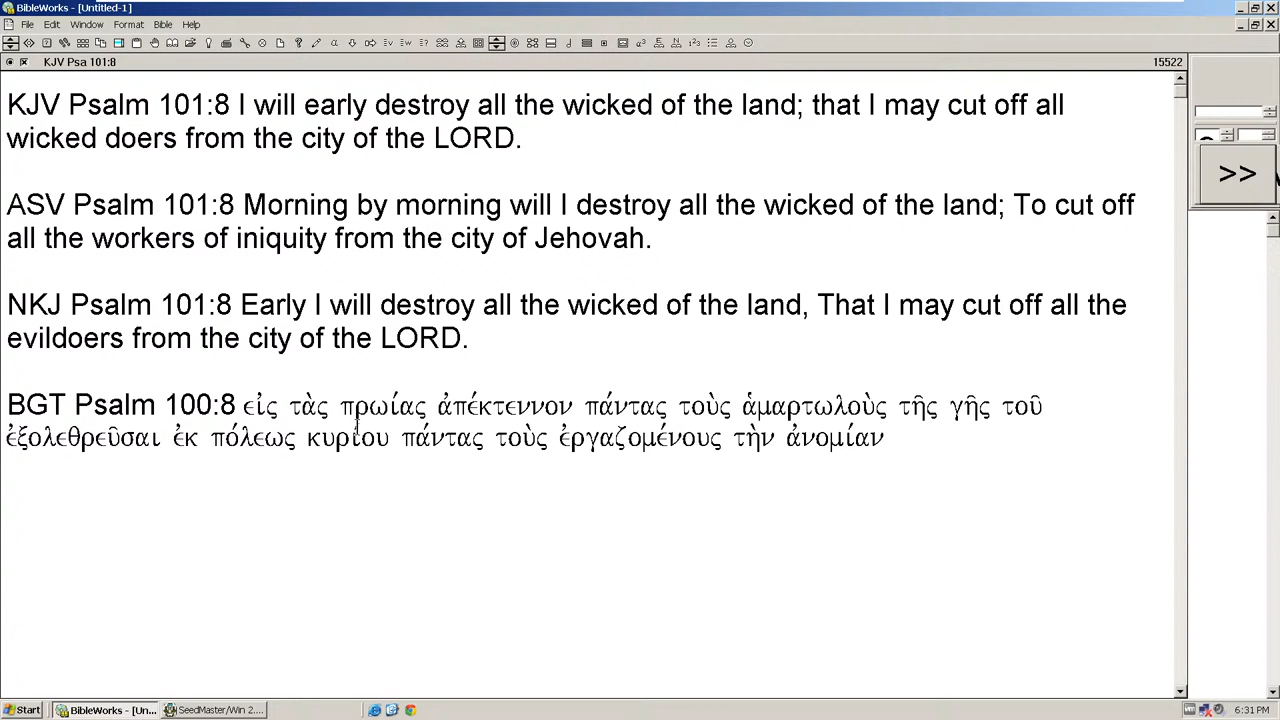 BibleWorks - [Untitled-1]
File Edit Window Format Bible Help
KJV Psa 101:8 15522
KJV Psalm 101:8 I will early destroy all the wicked of the land; that I may cut off all
wicked doers from the city of the LORD.
ASV Psalm 101:8 Morning by morning will I destroy all the wicked of the land; To cut off
all the workers of iniquity from the city of Jehovah.
NKJ Psalm 101:8 Early I will destroy all the wicked of the land, That I may cut off all the
evildoers from the city of the LORD.
BGT Psalm 100:8 εἰς τὰς πρωίας ἀπέκτεννον πάντας τοὺς ἁμαρτωλοὺς τῆς γῆς τοῦ
ἐξολεθρεῦσαι ἐκ πόλεως κυρίου πάντας τοὺς ἐργαζομένους τὴν ἀνομίαν
>>
Start BibleWorks - [Un... SeedMaster/Win 2.... 6:31 PM